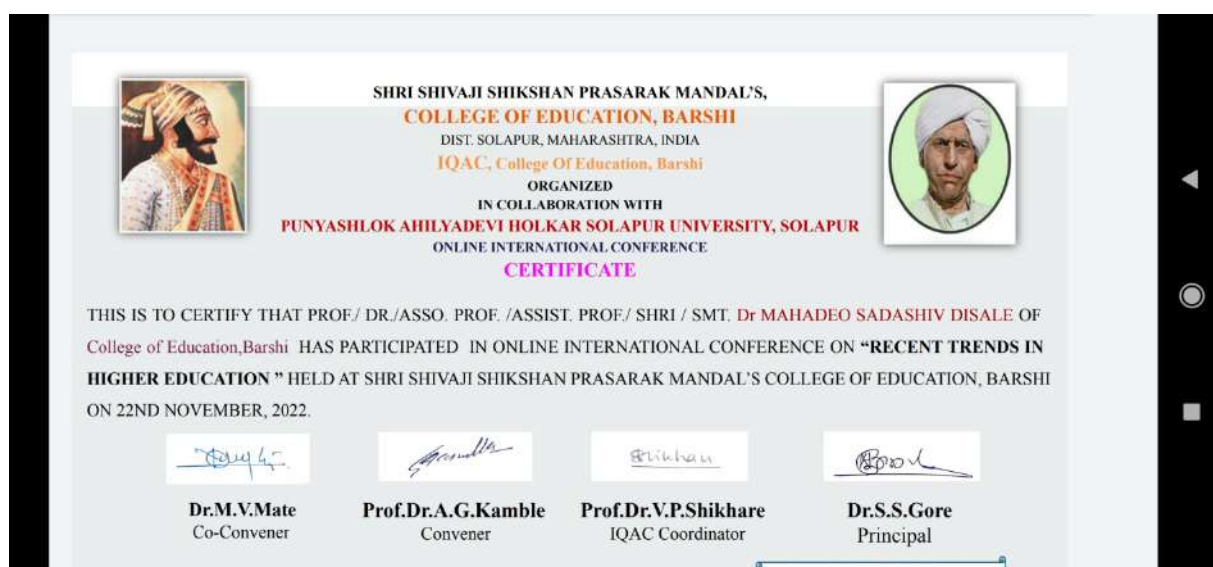 SHRI SHIVAJI SHIKSHAN PRASARAK MANDAL'S,
COLLEGE OF EDUCATION, BARSHI
DIST. SOLAPUR, MAHARASHTRA, INDIA
IQAC, College Of Education, Barshi
ORGANIZED
IN COLLABORATION WITH
PUNYASHLOK AHILYADEVI HOLKAR SOLAPUR UNIVERSITY, SOLAPUR
ONLINE INTERNATIONAL CONFERENCE
CERTIFICATE
THIS IS TO CERTIFY THAT PROF./ DR./ASSO. PROF. /ASSIST. PROF./ SHRI / SMT. Dr MAHADEO SADASHIV DISALE OF
College of Education,Barshi HAS PARTICIPATED IN ONLINE INTERNATIONAL CONFERENCE ON “RECENT TRENDS IN
HIGHER EDUCATION ” HELD AT SHRI SHIVAJI SHIKSHAN PRASARAK MANDAL'S COLLEGE OF EDUCATION, BARSHI
ON 22ND NOVEMBER, 2022.
Dr.M.V.Mate Prof.Dr.A.G.Kamble Prof.Dr.V.P.Shikhare Dr.S.S.Gore
Co-Convener Convener IQAC Coordinator Principal